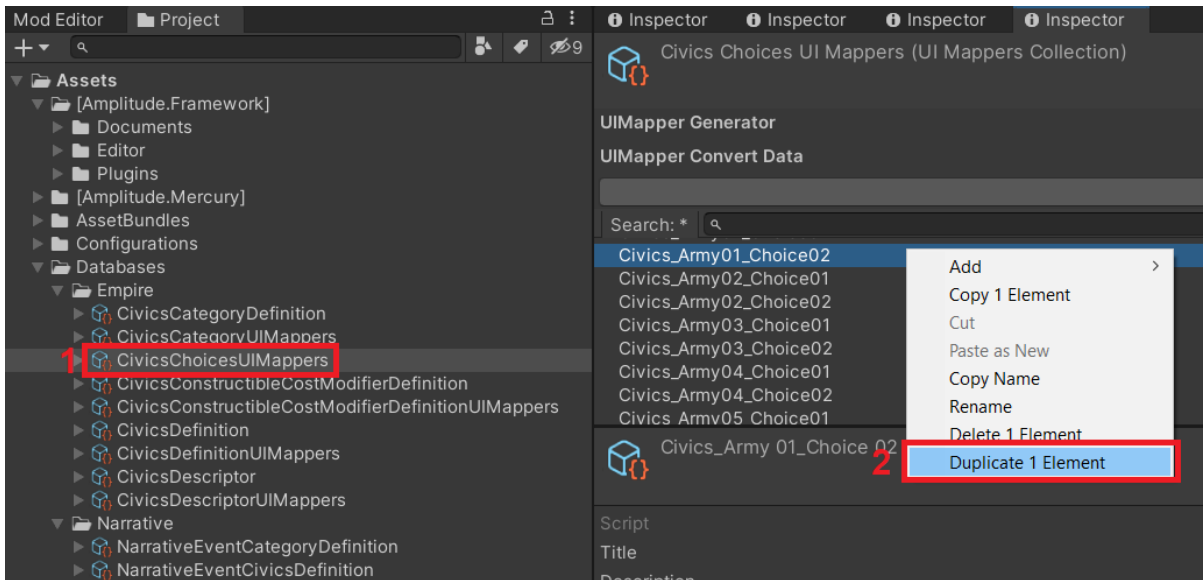 Mod Editor
Project
+
9
Assets
[Amplitude.Framework]
Documents
Editor
Plugins
[Amplitude.Mercury]
AssetBundles
Configurations
Databases
Empire
CivicsCategoryDefinition
CivicsCategoryUIMappers
1
CivicsChoicesUIMappers
CivicsConstructibleCostModifierDefinition
CivicsConstructibleCostModifierDefinitionUIMappers
CivicsDefinition
CivicsDefinitionUIMappers
CivicsDescriptor
CivicsDescriptorUIMappers
Narrative
NarrativeEventCategoryDefinition
NarrativeEventCivicsDefinition
Inspector
Inspector
Inspector
Inspector
Civics Choices UI Mappers (UI Mappers Collection)
UIMapper Generator
UIMapper Convert Data
Search: *
Civics_Army01_Choice02
Civics_Army02_Choice01
Civics_Army02_Choice02
Civics_Army03_Choice01
Civics_Army03_Choice02
Civics_Army04_Choice01
Civics_Army04_Choice02
Civics_Army05_Choice01
Add
Copy 1 Element
Cut
Paste as New
Copy Name
Rename
Delete 1 Element
2
Duplicate 1 Element
Civics_Army 01_Choice 02
Script
Title
Description